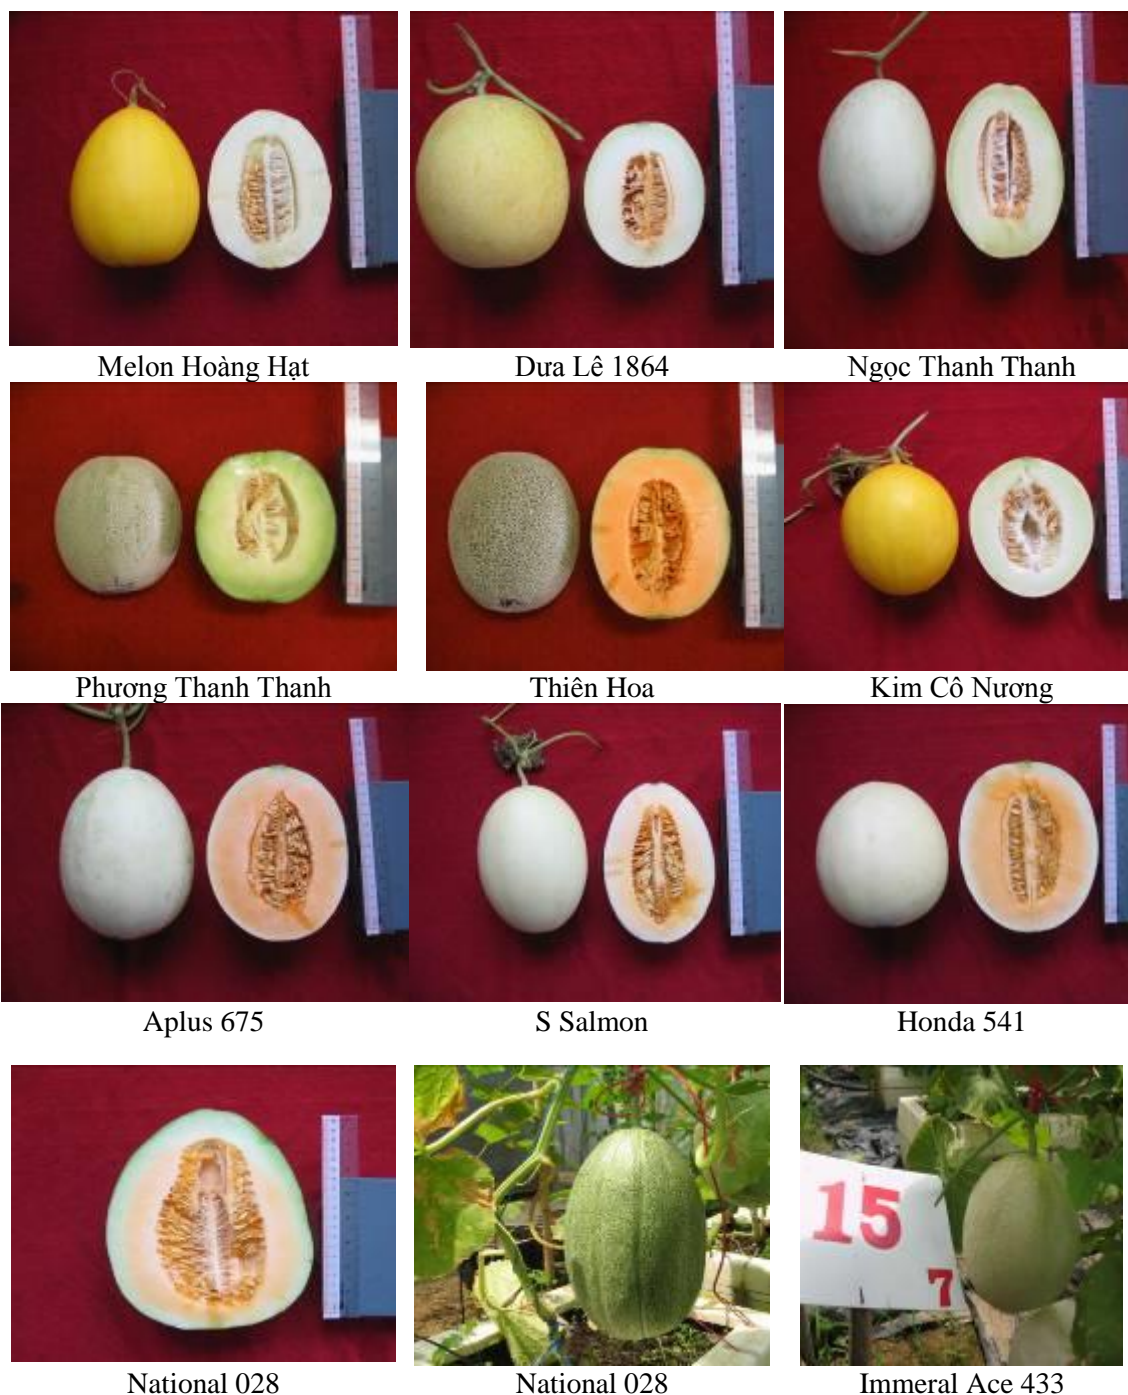 Melon Hoàng Hạt
Dưa Lê 1864
Ngọc Thanh Thanh
Phương Thanh Thanh
Thiên Hoa
Kim Cô Nương
Aplus 675
S Salmon
Honda 541
15
7
National 028
National 028
Immeral Ace 433